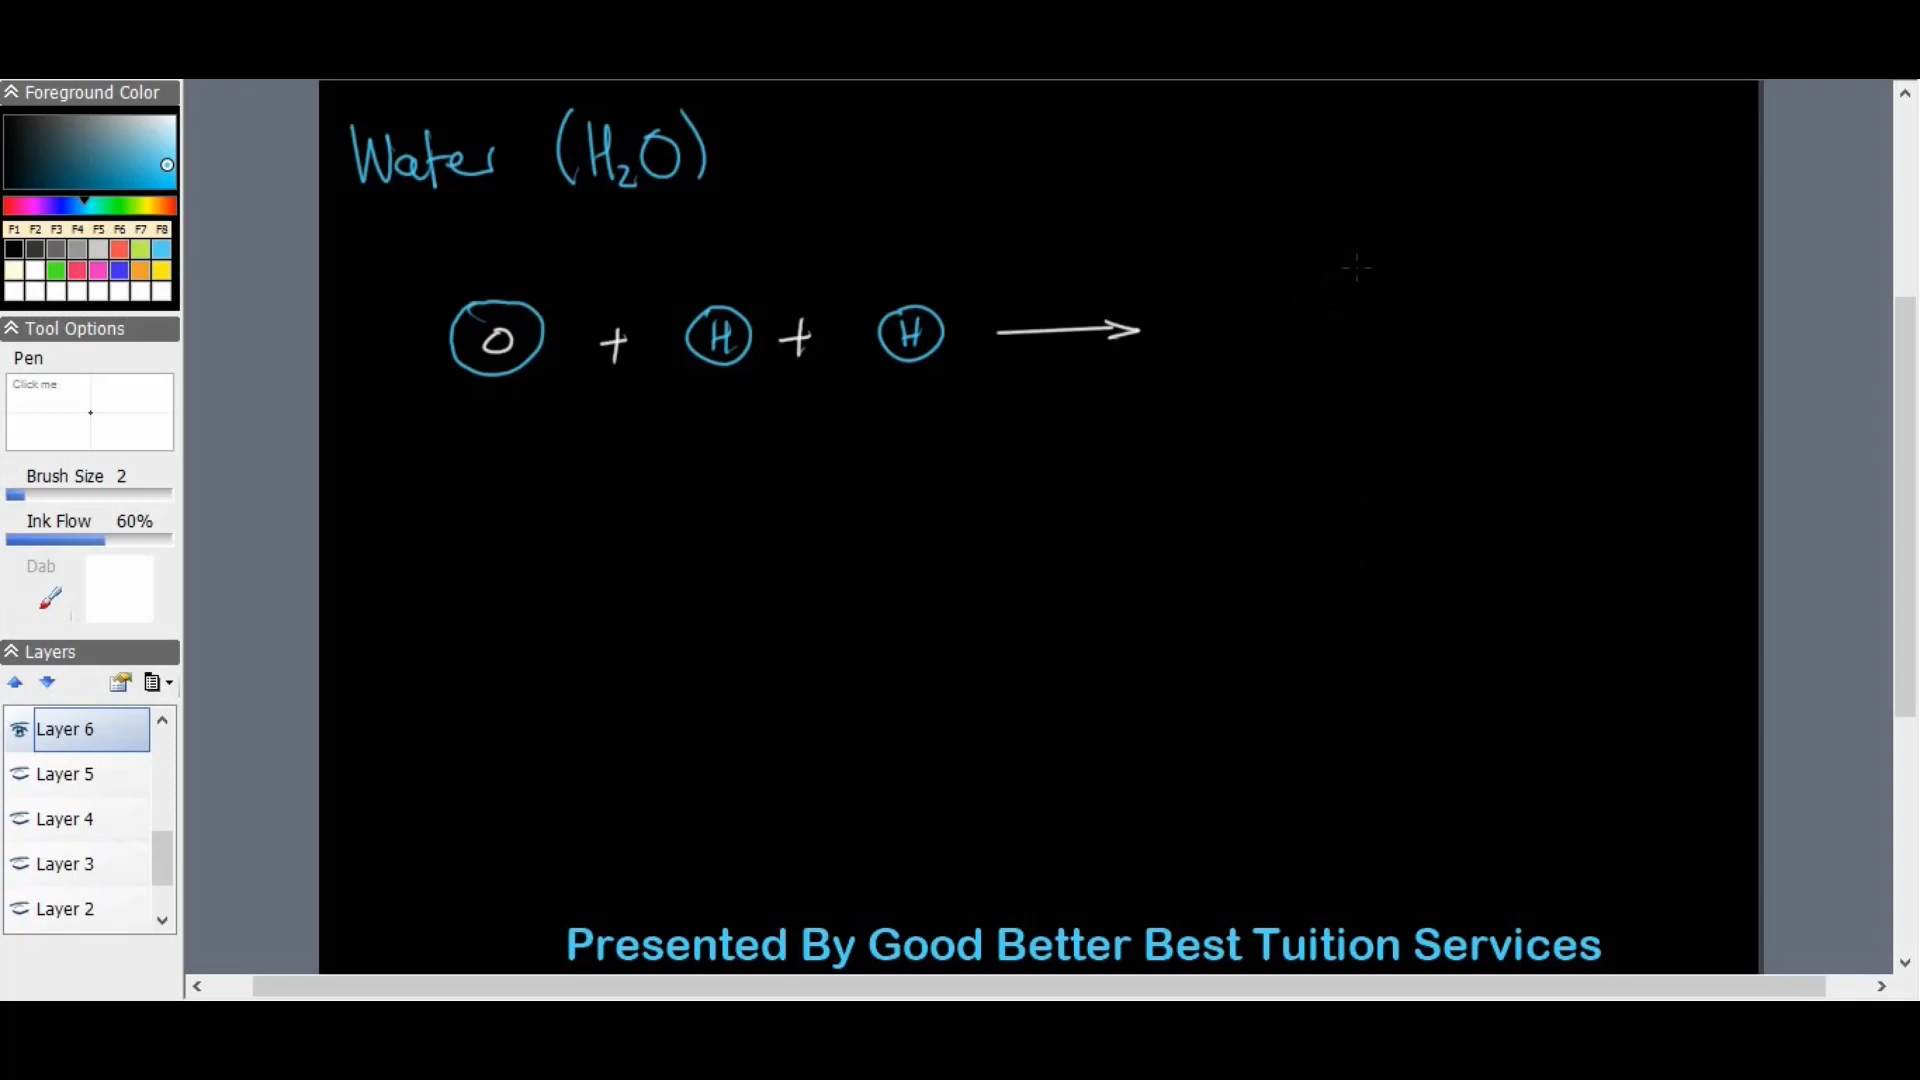 Foreground Color
F1 F2 F3 F4 F5 F6 F7 F8
Tool Options
Pen
Click me
Brush Size 2
Ink Flow 60%
Dab
Layers
Layer 6
Layer 5
Layer 4
Layer 3
Layer 2
Water (H₂O)
O + H + H →
Presented By Good Better Best Tuition Services